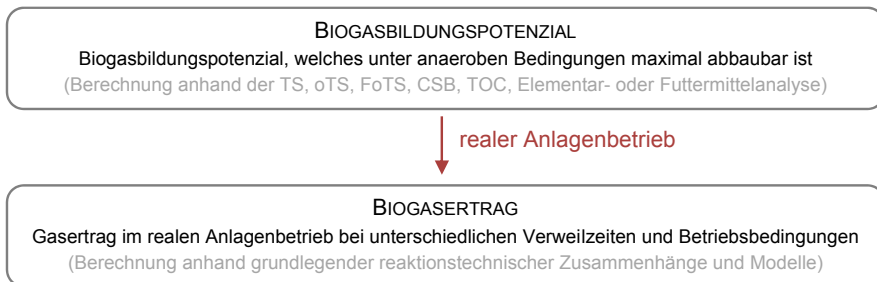 BIOGASBILDUNGSPOTENZIAL
Biogasbildungspotenzial, welches unter anaeroben Bedingungen maximal abbaubar ist
(Berechnung anhand der TS, oTS, FoTS, CSB, TOC, Elementar- oder Futtermittelanalyse)
realer Anlagenbetrieb
BIOGASERTRAG
Gasertrag im realen Anlagenbetrieb bei unterschiedlichen Verweilzeiten und Betriebsbedingungen
(Berechnung anhand grundlegender reaktionstechnischer Zusammenhänge und Modelle)